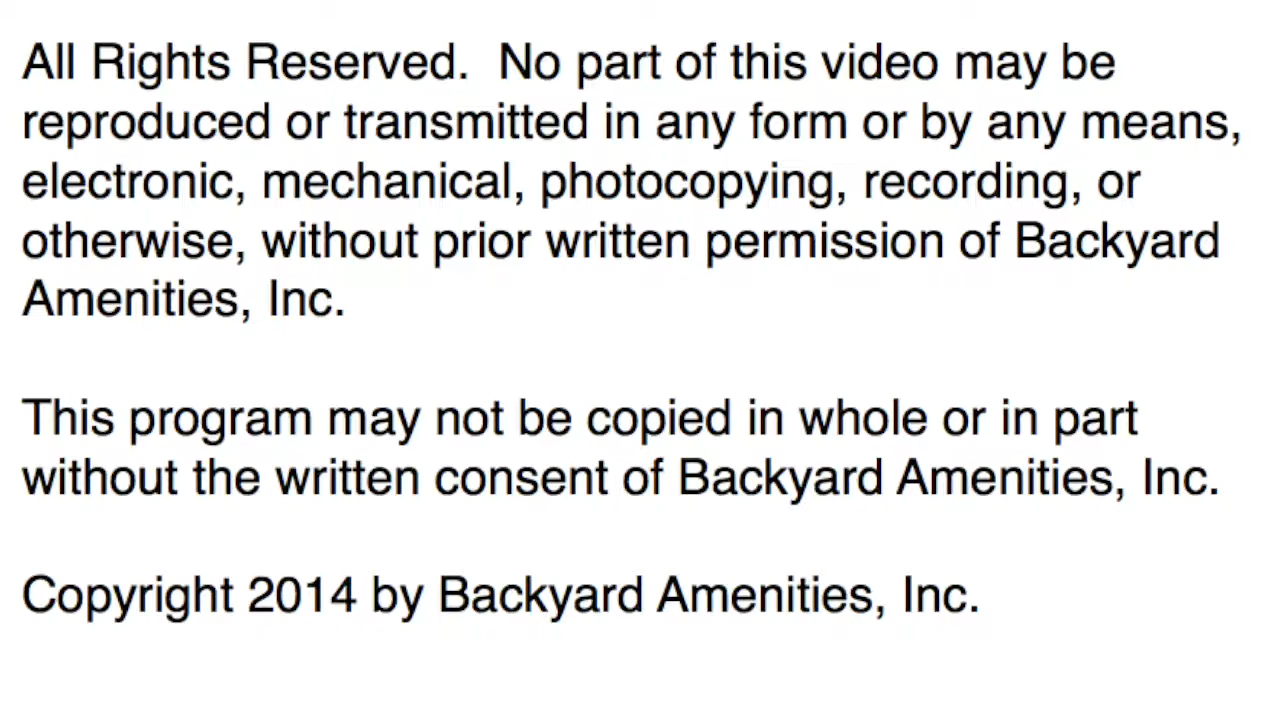 All Rights Reserved.  No part of this video may be
reproduced or transmitted in any form or by any means,
electronic, mechanical, photocopying, recording, or
otherwise, without prior written permission of Backyard
Amenities, Inc.
This program may not be copied in whole or in part
without the written consent of Backyard Amenities, Inc.
Copyright 2014 by Backyard Amenities, Inc.